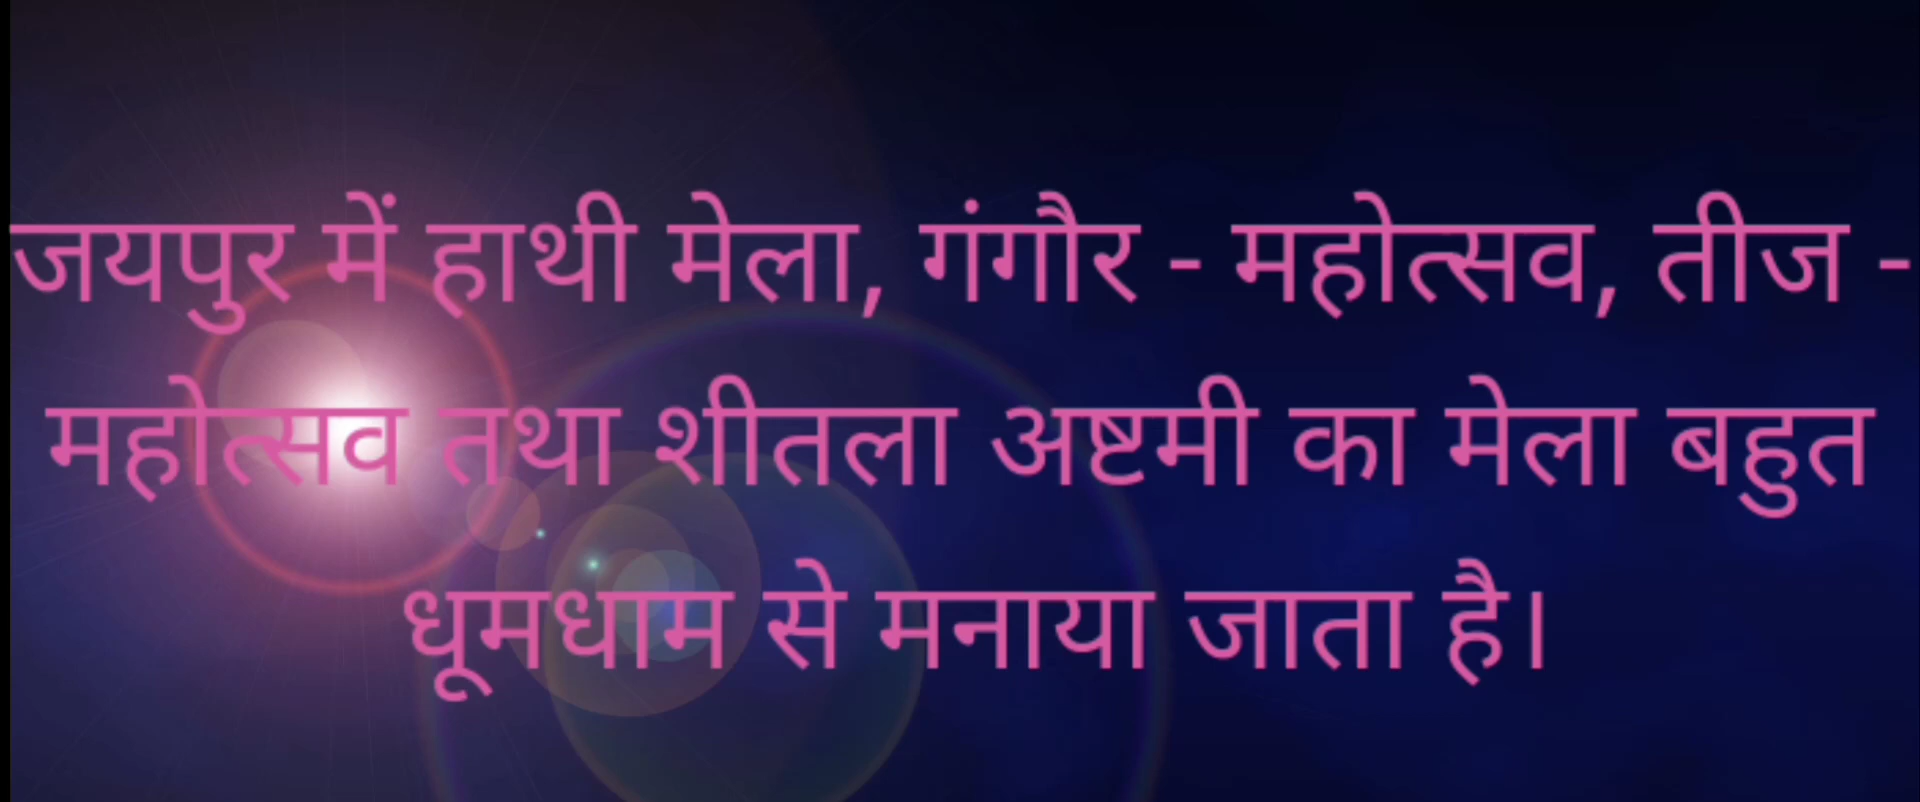 जयपुर में हाथी मेला, गंगौर - महोत्सव, तीज -
महोत्सव तथा शीतला अष्टमी का मेला बहुत
धूमधाम से मनाया जाता है।